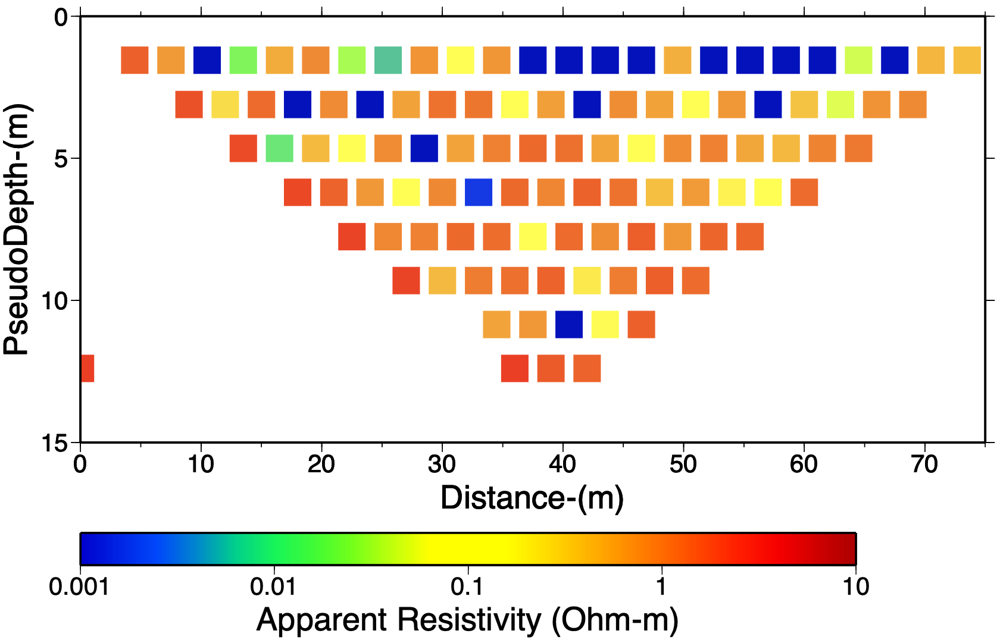 0
5
10
15
PseudoDepth-(m)
0 10 20 30 40 50 60 70
Distance-(m)
0.001 0.01 0.1 1 10
Apparent Resistivity (Ohm-m)